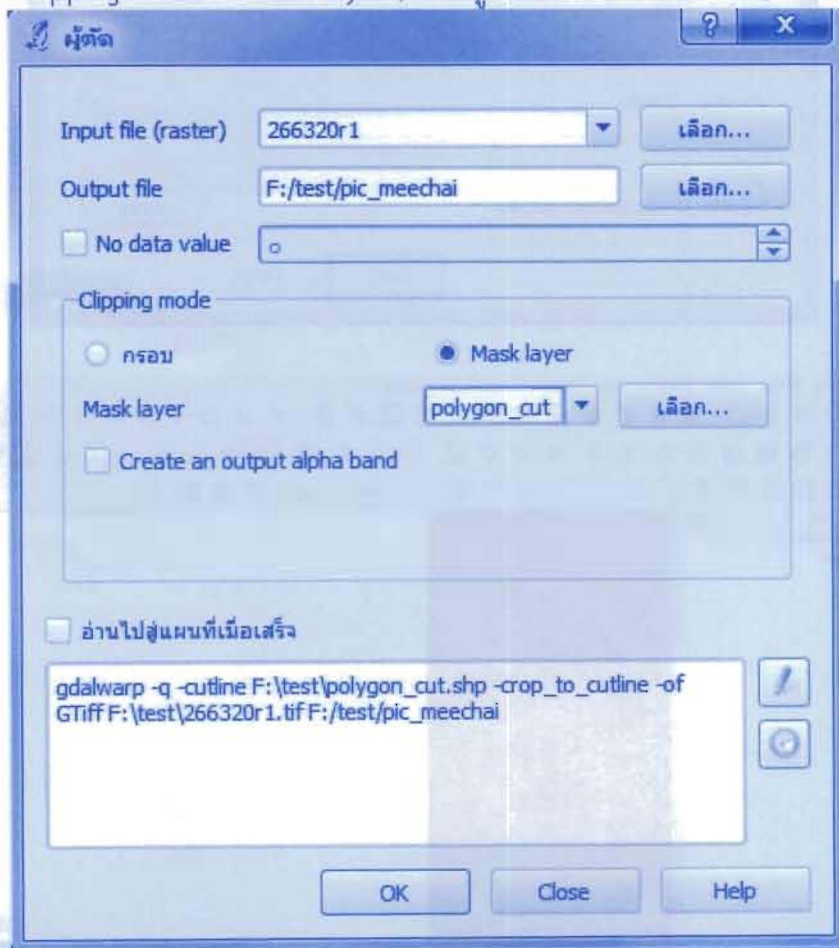 ผู้ตัด
Input file (raster) 266320r1 เลือก...
Output file F:/test/pic_meechai เลือก...
No data value 0
Clipping mode
กรอบ Mask layer
Mask layer polygon_cut เลือก...
Create an output alpha band
อ่านไปสู่แผนที่เมื่อเสร็จ
gdalwarp -q -cutline F:\test\polygon_cut.shp -crop_to_cutline -of
GTiff F:\test\266320r1.tif F:/test/pic_meechai
OK Close Help